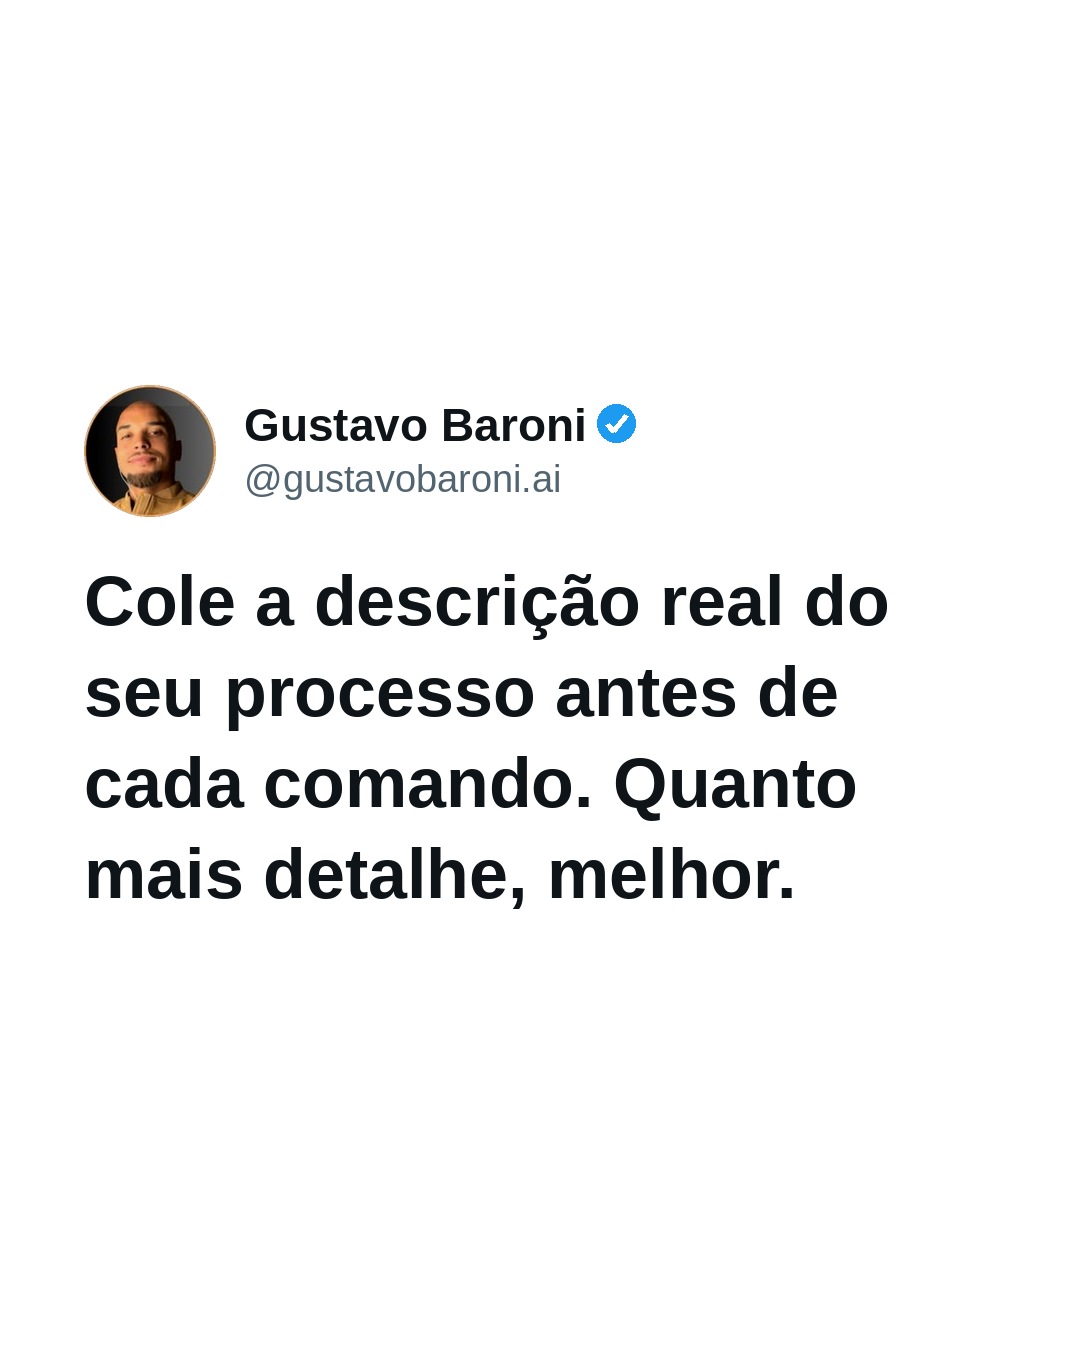 Gustavo Baroni
@gustavobaroni.ai
Cole a descrição real do
seu processo antes de
cada comando. Quanto
mais detalhe, melhor.